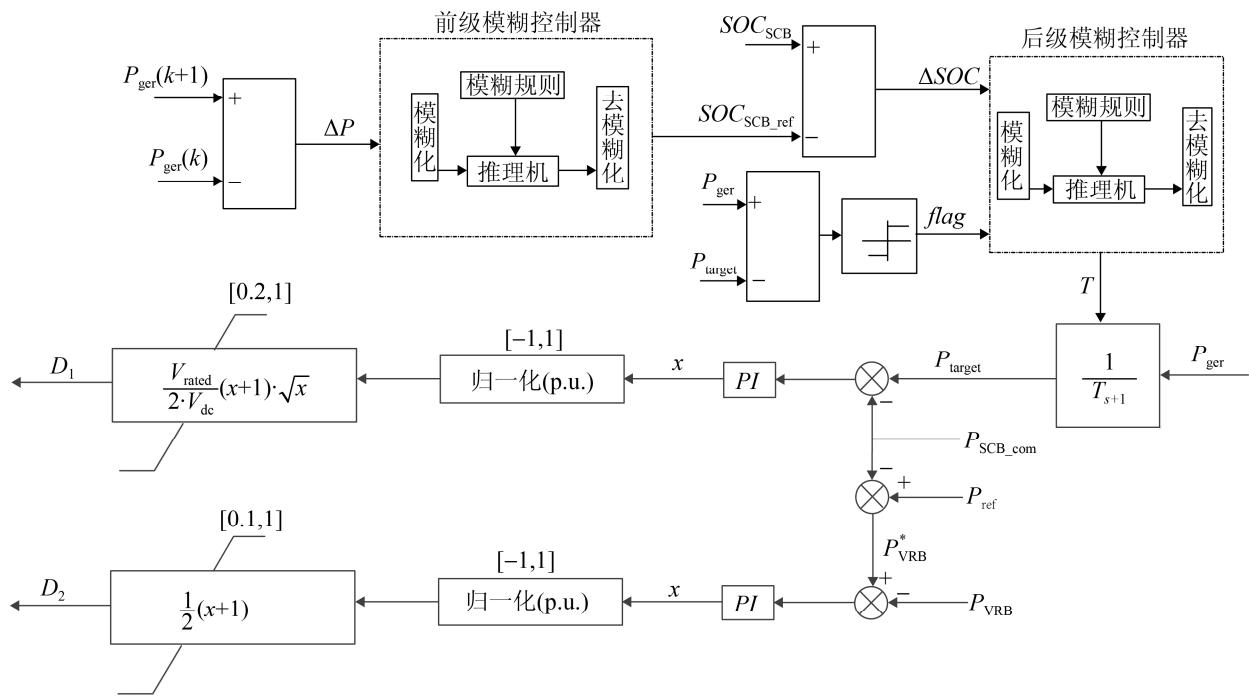 前级模糊控制器
P_ger(k+1)
+
P_ger(k)
−
ΔP
模糊化
模糊规则
推理机
去模糊化
SOC_SCB
+
SOC_SCB_ref
−
ΔSOC
P_ger
+
P_target
−
flag
后级模糊控制器
模糊化
模糊规则
推理机
去模糊化
T
[0.2,1]
D_1
V_rated
2·V_dc
(x+1)·√x
[−1,1]
归一化(p.u.)
x
PI
P_target
1
T_s+1
P_ger
−
P_SCB_com
−
+
P_ref
P*_VRB
[0.1,1]
D_2
1
2
(x+1)
[−1,1]
归一化(p.u.)
x
PI
+
−
P_VRB